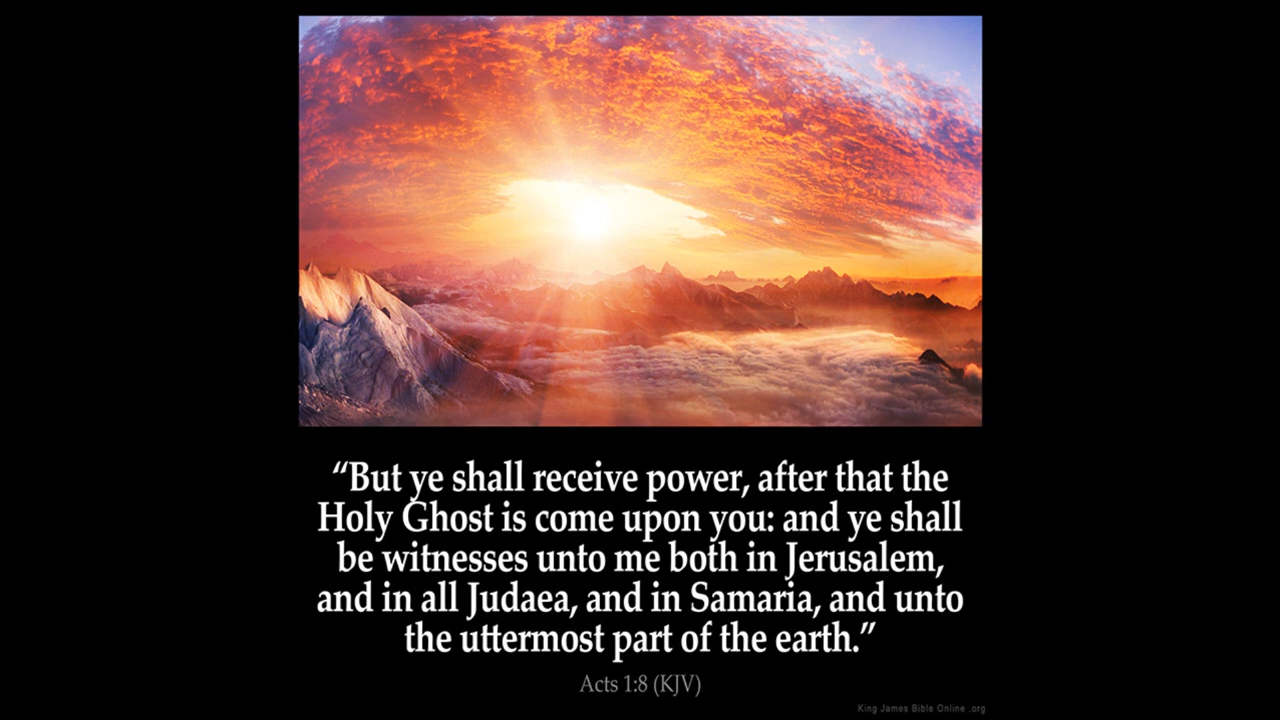 “But ye shall receive power, after that the
Holy Ghost is come upon you: and ye shall
be witnesses unto me both in Jerusalem,
and in all Judaea, and in Samaria, and unto
the uttermost part of the earth.”
Acts 1:8 (KJV)
King James Bible Online .org